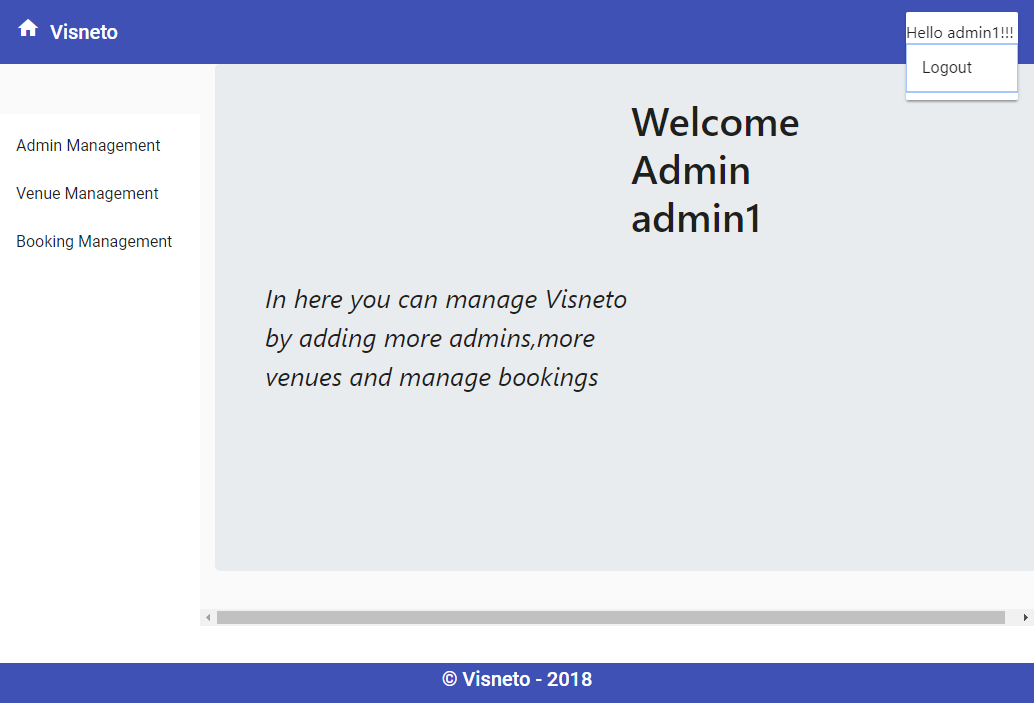 Visneto
Hello admin1!!!
Logout
Admin Management
Venue Management
Booking Management
Welcome
Admin
admin1
In here you can manage Visneto
by adding more admins,more
venues and manage bookings
© Visneto - 2018